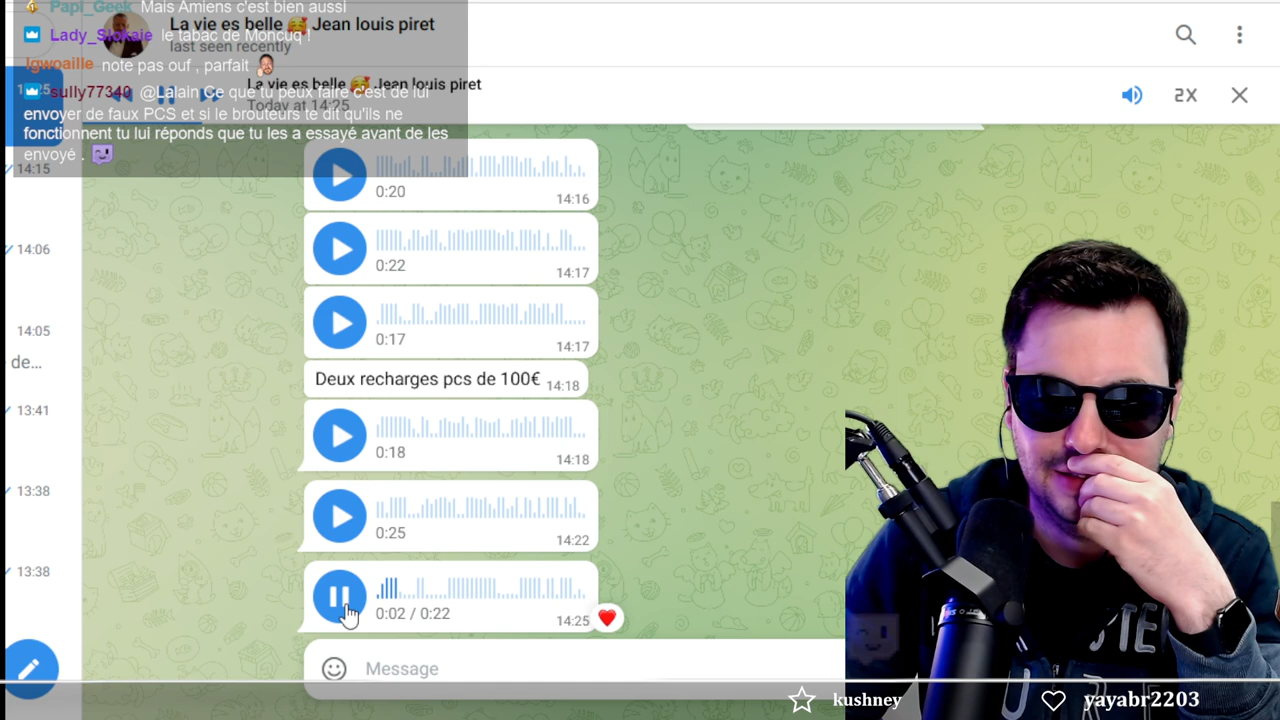 Papi_Geek Mais Amiens c'est bien aussi
Lady_Slokaie le tabac de Moncuq !
Igwoaille note pas ouf , parfait
sully77340 @Lalain Ce que tu peux faire c'est de lui
envoyer de faux PCS et si le brouteurs te dit qu'ils ne
fonctionnent tu lui réponds que tu les a essayé avant de les
envoyé .
La vie es belle 🥰 Jean louis piret
last seen recently
La vie es belle 🥰 Jean louis piret
Today at 14:25
2X
14:15
14:06
14:05
de...
13:41
13:38
13:38
0:20 14:16
0:22 14:17
0:17 14:17
Deux recharges pcs de 100€ 14:18
0:18 14:18
0:25 14:22
0:02 / 0:22 14:25
Message
kushney
yayabr2203